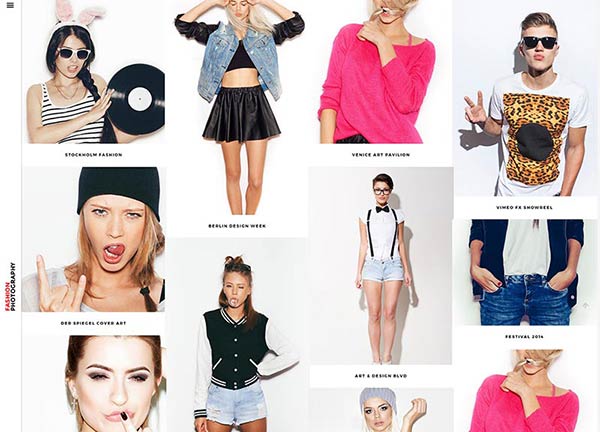 STOCKHOLM FASHION
BERLIN DESIGN WEEK
VENICE ART PAVILION
VIMEO FX SHOWREEL
FASHION
PHOTOGRAPHY
DER SPIEGEL COVER ART
ART & DESIGN BLVD
FESTIVAL 2014